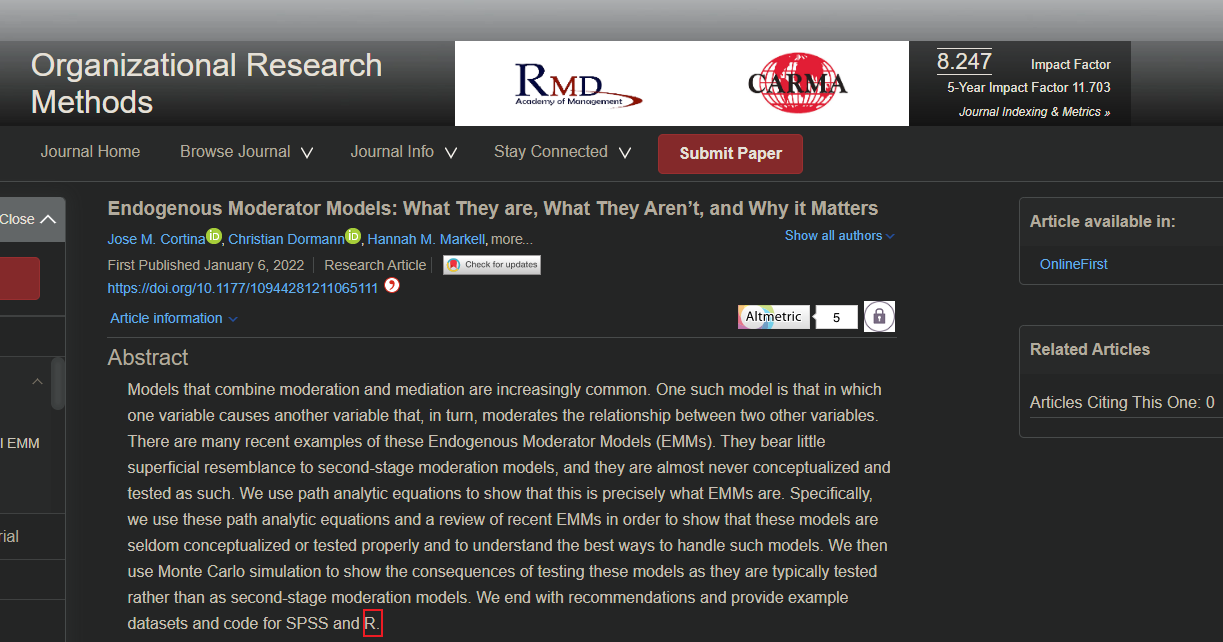 Organizational Research
Methods
RMD
Academy of Management
CARMA
8.247 Impact Factor
5-Year Impact Factor 11.703
Journal Indexing & Metrics »
Journal Home Browse Journal Journal Info Stay Connected Submit Paper
Close
Endogenous Moderator Models: What They are, What They Aren’t, and Why it Matters
Jose M. Cortina iD, Christian Dormann iD, Hannah M. Markell, more...
Show all authors
First Published January 6, 2022 Research Article Check for updates
https://doi.org/10.1177/10944281211065111
Article information
Altmetric 5
Abstract
Models that combine moderation and mediation are increasingly common. One such model is that in which
one variable causes another variable that, in turn, moderates the relationship between two other variables.
There are many recent examples of these Endogenous Moderator Models (EMMs). They bear little
superficial resemblance to second-stage moderation models, and they are almost never conceptualized and
tested as such. We use path analytic equations to show that this is precisely what EMMs are. Specifically,
we use these path analytic equations and a review of recent EMMs in order to show that these models are
seldom conceptualized or tested properly and to understand the best ways to handle such models. We then
use Monte Carlo simulation to show the consequences of testing these models as they are typically tested
rather than as second-stage moderation models. We end with recommendations and provide example
datasets and code for SPSS and R.
l EMM
rial
Article available in:
OnlineFirst
Related Articles
Articles Citing This One: 0